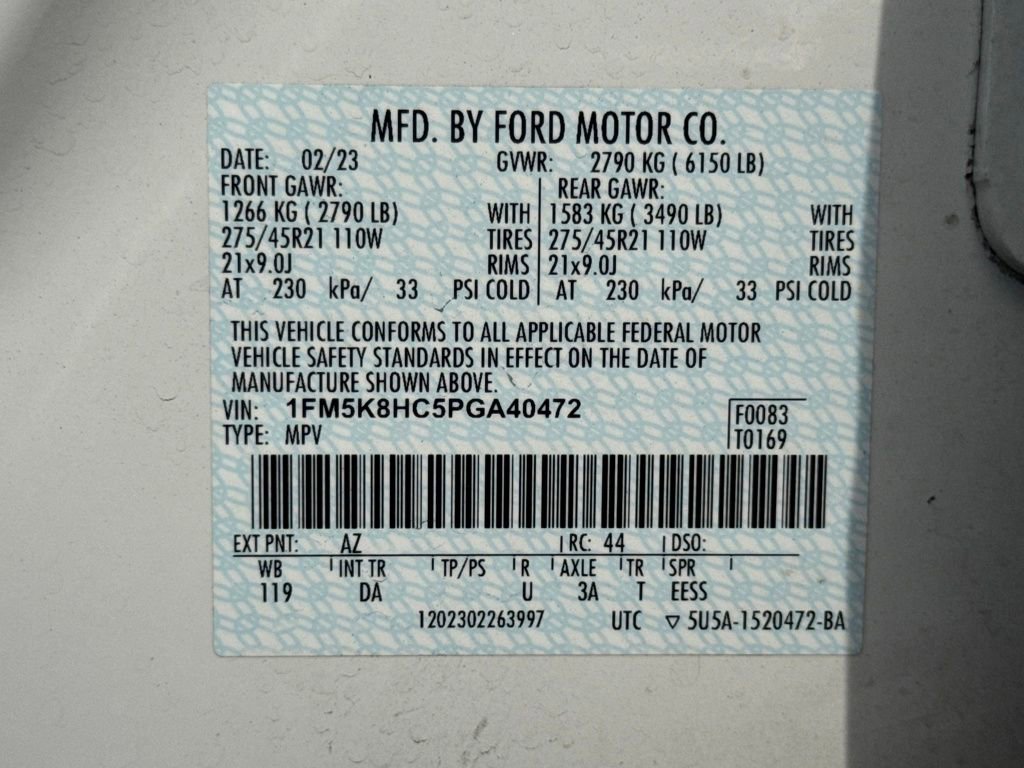 MFD. BY FORD MOTOR CO.
DATE: 02/23 GVWR: 2790 KG ( 6150 LB)
FRONT GAWR: REAR GAWR:
1266 KG ( 2790 LB) WITH 1583 KG ( 3490 LB) WITH
275/45R21 110W TIRES 275/45R21 110W TIRES
21x9.0J RIMS 21x9.0J RIMS
AT 230 kPa/ 33 PSI COLD AT 230 kPa/ 33 PSI COLD
THIS VEHICLE CONFORMS TO ALL APPLICABLE FEDERAL MOTOR
VEHICLE SAFETY STANDARDS IN EFFECT ON THE DATE OF
MANUFACTURE SHOWN ABOVE.
VIN: 1FM5K8HC5PGA40472 F0083
TYPE: MPV T0169
EXT PNT: AZ RC: 44 DSO:
WB INT TR TP/PS R AXLE TR SPR
119 DA U 3A T EESS
1202302263997 UTC ▽ 5U5A-1520472-BA